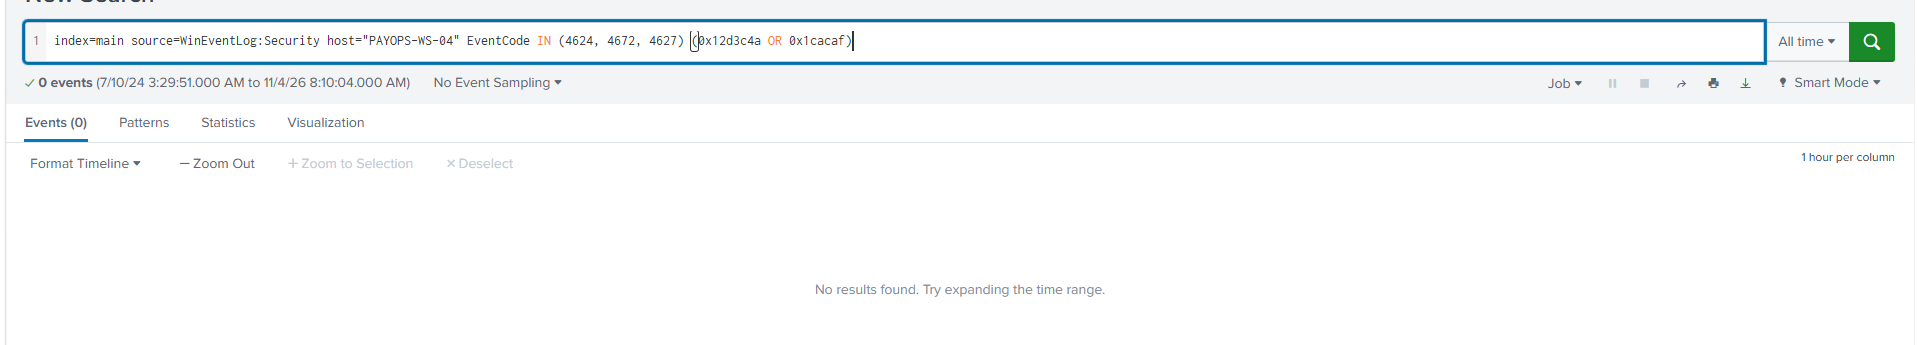 New Search
1 index=main source=WinEventLog:Security host="PAYOPS-WS-04" EventCode IN (4624, 4672, 4627) (0x12d3c4a OR 0x1cacaf)
All time
0 events (7/10/24 3:29:51.000 AM to 11/4/26 8:10:04.000 AM) No Event Sampling
Job
Smart Mode
Events (0) Patterns Statistics Visualization
Format Timeline — Zoom Out + Zoom to Selection × Deselect
1 hour per column
No results found. Try expanding the time range.